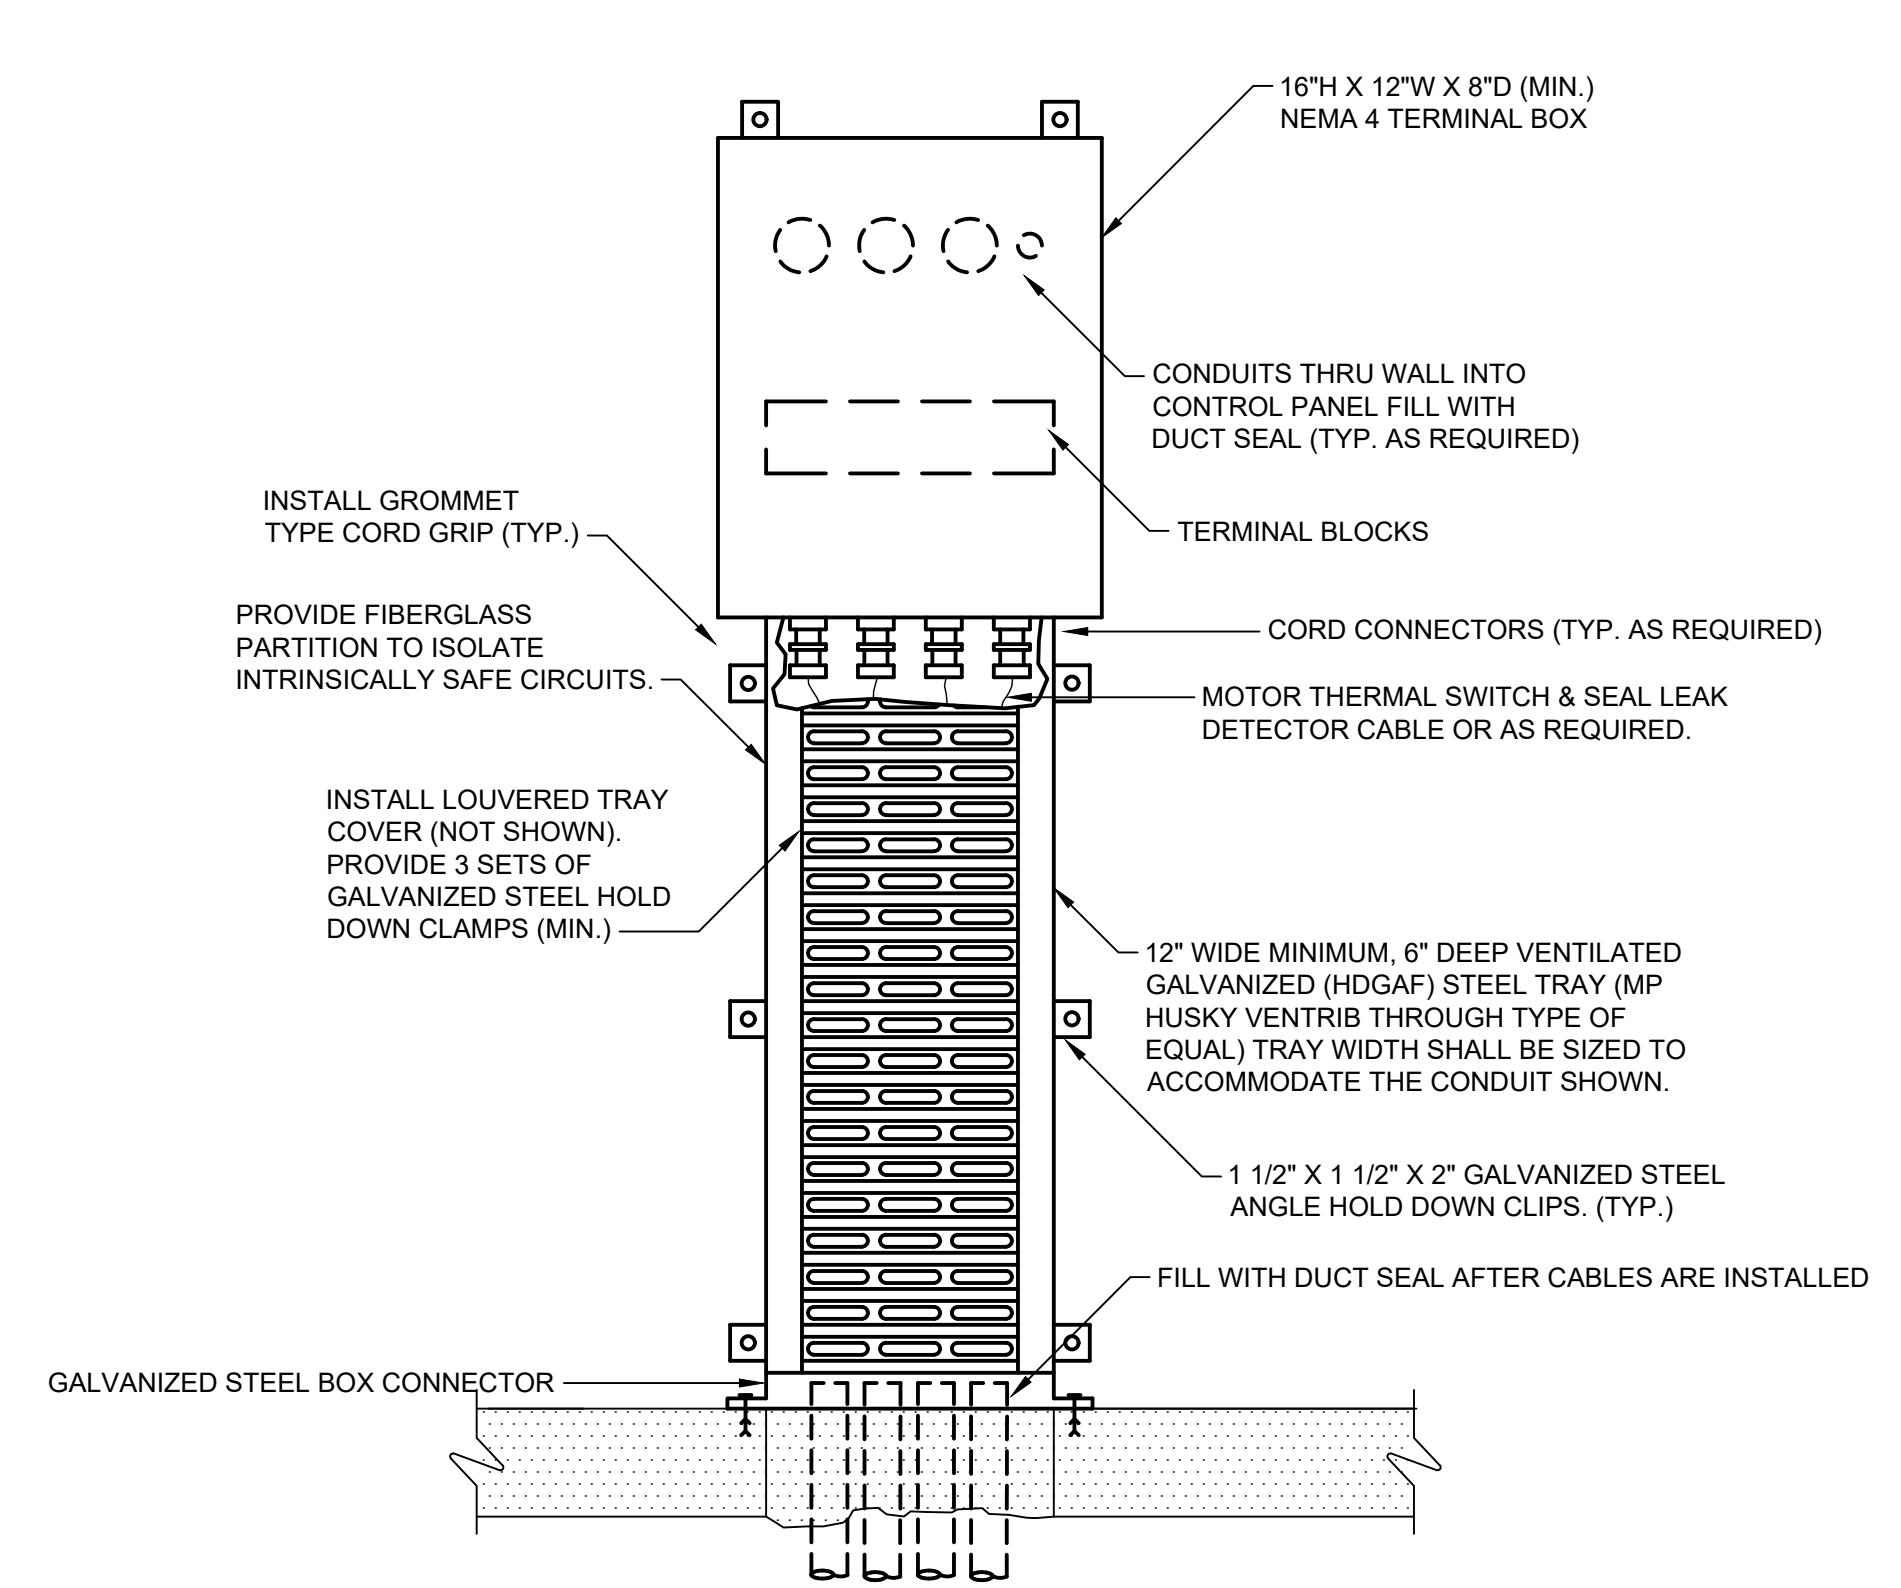 16"H X 12"W X 8"D (MIN.)
NEMA 4 TERMINAL BOX
CONDUITS THRU WALL INTO
CONTROL PANEL FILL WITH
DUCT SEAL (TYP. AS REQUIRED)
INSTALL GROMMET
TYPE CORD GRIP (TYP.)
TERMINAL BLOCKS
PROVIDE FIBERGLASS
PARTITION TO ISOLATE
INTRINSICALLY SAFE CIRCUITS.
CORD CONNECTORS (TYP. AS REQUIRED)
MOTOR THERMAL SWITCH & SEAL LEAK
DETECTOR CABLE OR AS REQUIRED.
INSTALL LOUVERED TRAY
COVER (NOT SHOWN).
PROVIDE 3 SETS OF
GALVANIZED STEEL HOLD
DOWN CLAMPS (MIN.)
12" WIDE MINIMUM, 6" DEEP VENTILATED
GALVANIZED (HDGAF) STEEL TRAY (MP
HUSKY VENTRIB THROUGH TYPE OF
EQUAL) TRAY WIDTH SHALL BE SIZED TO
ACCOMMODATE THE CONDUIT SHOWN.
1 1/2" X 1 1/2" X 2" GALVANIZED STEEL
ANGLE HOLD DOWN CLIPS. (TYP.)
FILL WITH DUCT SEAL AFTER CABLES ARE INSTALLED
GALVANIZED STEEL BOX CONNECTOR